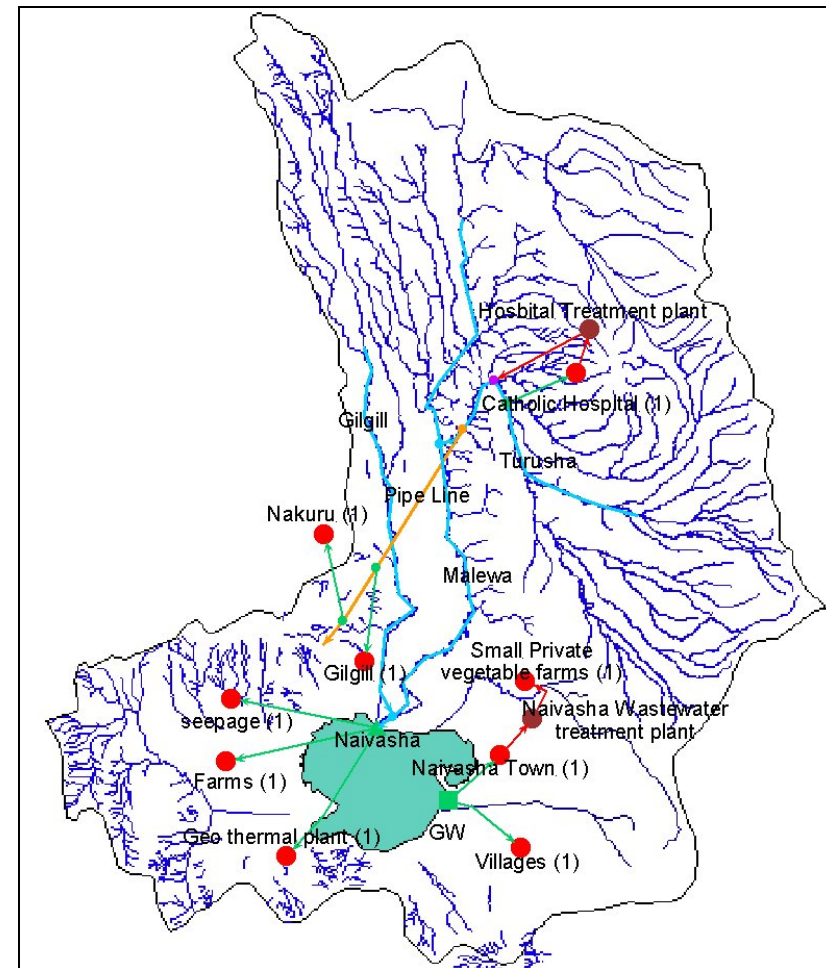 Hosbital Treatment plant
Catholic Hospital (1)
Gilgill
Turusha
Pipe Line
Nakuru (1)
Malewa
Small Private
vegetable farms (1)
Gilgill (1)
Naivasha Wastewater
treatment plant
seepage (1)
Naivasha
Naivasha Town (1)
Farms (1)
GW
Geo thermal plant (1)
Villages (1)